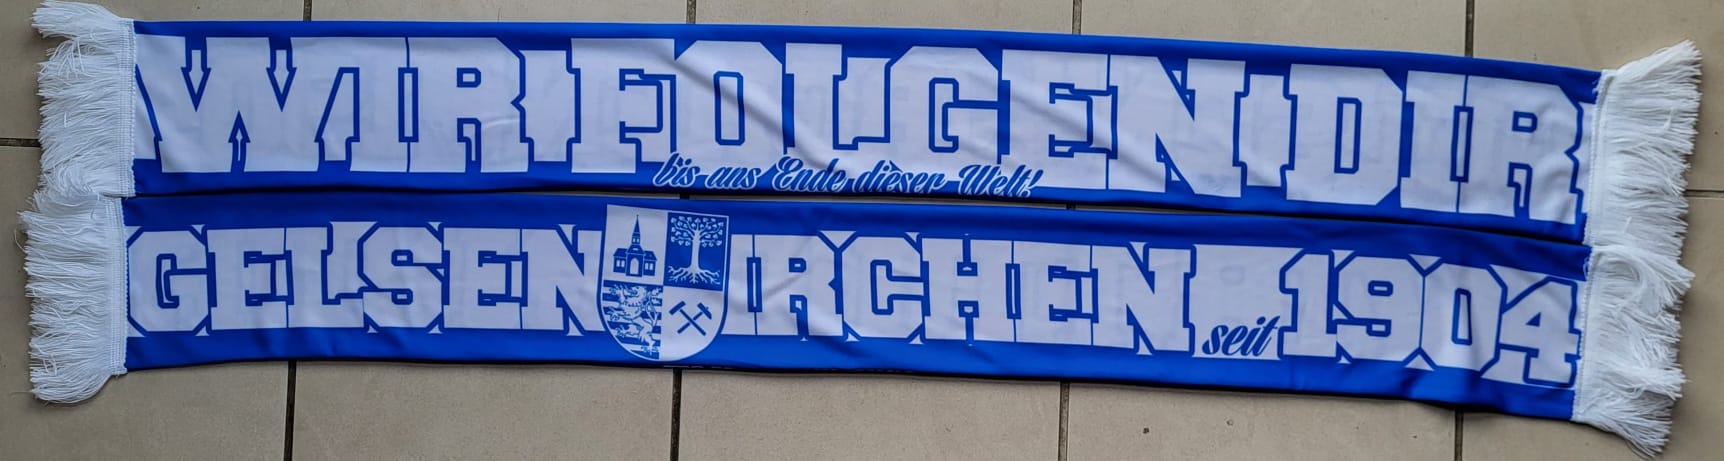 WIR FOLGEN DIR
bis ans Ende dieser Welt!
GELSEN IRCHEN seit 1904